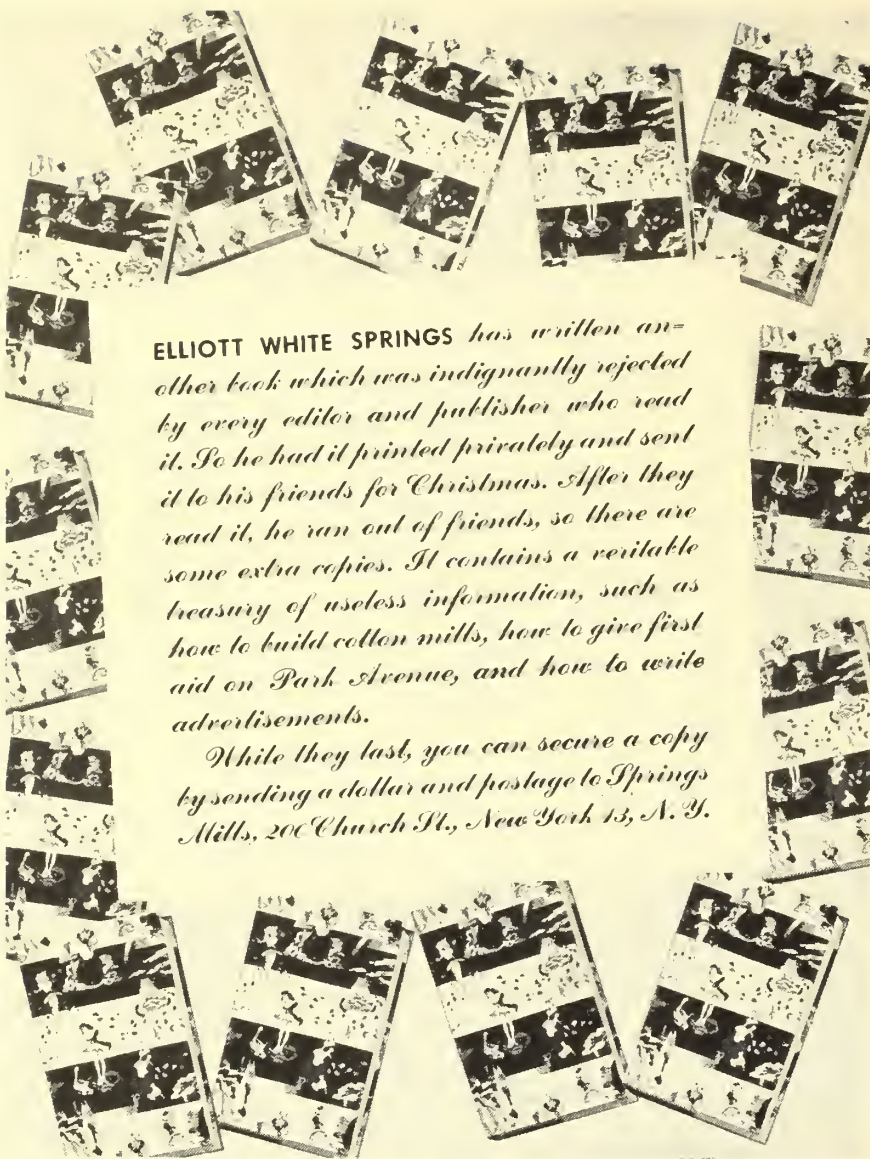 ELLIOTT WHITE SPRINGS has written an=
other book which was indignantly rejected
by every editor and publisher who read
it. So he had it printed privately and sent
it to his friends for Christmas. After they
read it, he ran out of friends, so there are
some extra copies. It contains a veritable
treasury of useless information, such as
how to build cotton mills, how to give first
aid on Park Avenue, and how to write
advertisements.
While they last, you can secure a copy
by sending a dollar and postage to Springs
Mills, 200 Church St., New York 13, N. Y.